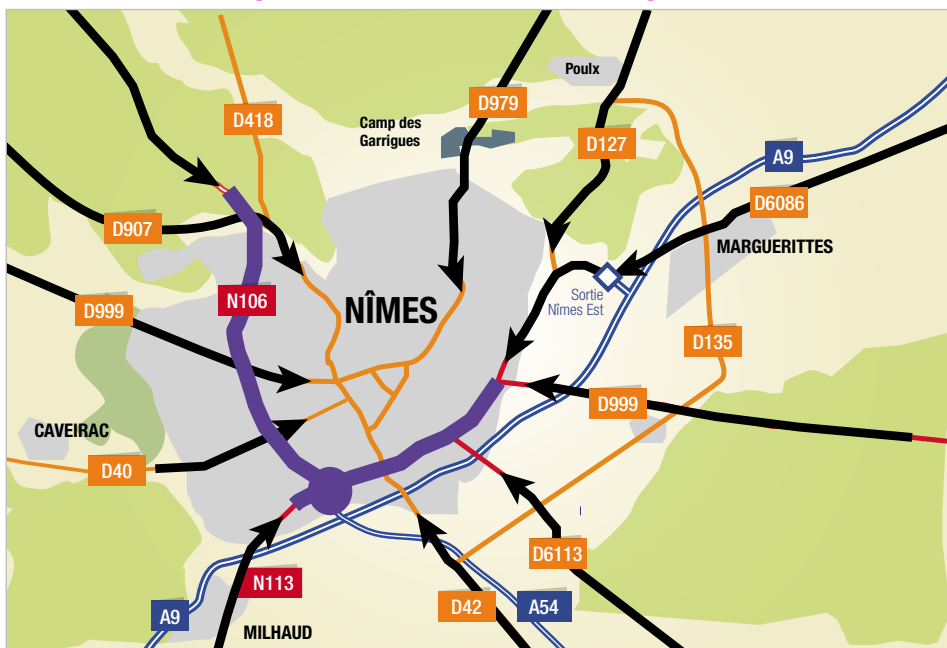 Poulx
D979
D418
Camp des
Garrigues
D127
A9
D6086
D907
MARGUERITTES
N106
NÎMES
Sortie
Nîmes Est
D999
D135
D999
CAVEIRAC
D40
D6113
N113
D42
A54
A9
MILHAUD